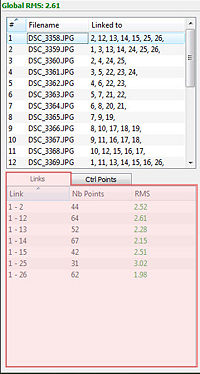 Global RMS: 2.61
# Filename Linked to
1 DSC_3358.JPG 2, 12, 13, 14, 15, 25, 26,
2 DSC_3359.JPG 1, 3, 13, 14, 24, 25, 26,
3 DSC_3360.JPG 2, 4, 24, 25,
4 DSC_3361.JPG 3, 5, 22, 23, 24,
5 DSC_3362.JPG 4, 6, 22, 23,
6 DSC_3363.JPG 5, 7, 21, 22,
7 DSC_3364.JPG 6, 8, 20, 21,
8 DSC_3365.JPG 7, 9, 19,
9 DSC_3366.JPG 8, 10, 17, 18, 19,
10 DSC_3367.JPG 9, 11, 16, 17, 18,
11 DSC_3368.JPG 10, 12, 15, 16, 17,
12 DSC_3369.JPG 1, 11, 13, 14, 15, 16, 26,
Links Ctrl Points
Link Nb Points RMS
1 - 2 44 2.52
1 - 12 64 2.61
1 - 13 52 2.28
1 - 14 67 2.15
1 - 15 42 2.51
1 - 25 31 3.02
1 - 26 62 1.98